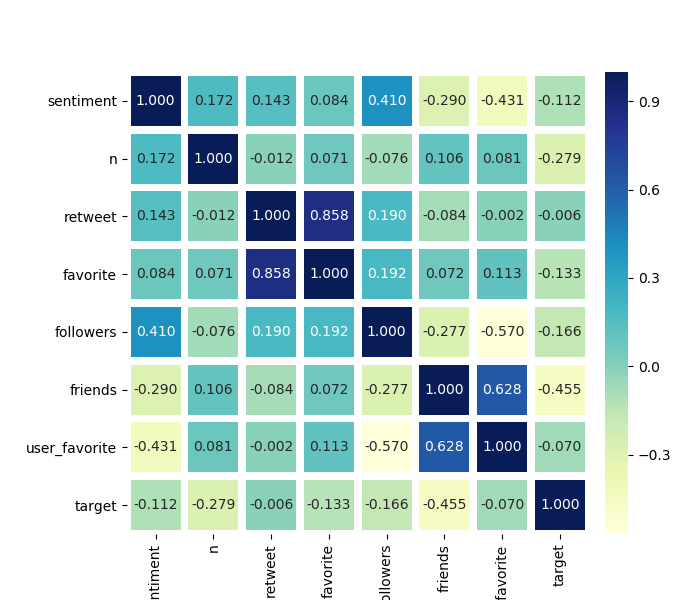 sentiment 1.000 0.172 0.143 0.084 0.410 -0.290 -0.431 -0.112
n 0.172 1.000 -0.012 0.071 -0.076 0.106 0.081 -0.279
retweet 0.143 -0.012 1.000 0.858 0.190 -0.084 -0.002 -0.006
favorite 0.084 0.071 0.858 1.000 0.192 0.072 0.113 -0.133
followers 0.410 -0.076 0.190 0.192 1.000 -0.277 -0.570 -0.166
friends -0.290 0.106 -0.084 0.072 -0.277 1.000 0.628 -0.455
user_favorite -0.431 0.081 -0.002 0.113 -0.570 0.628 1.000 -0.070
target -0.112 -0.279 -0.006 -0.133 -0.166 -0.455 -0.070 1.000
ntiment n retweet favorite ollowers friends favorite target
0.9
0.6
0.3
0.0
−0.3